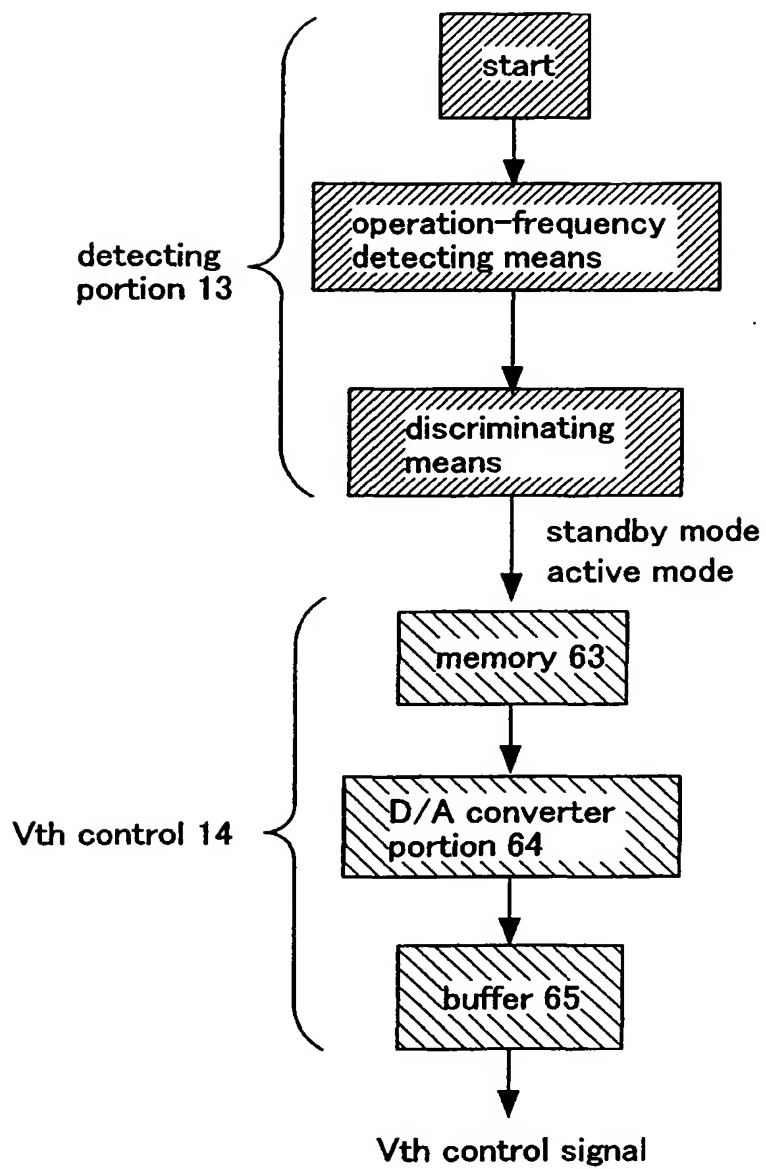 start
operation-frequency
detecting means
detecting
portion 13
discriminating
means
standby mode
active mode
memory 63
D/A converter
portion 64
Vth control 14
buffer 65
Vth control signal